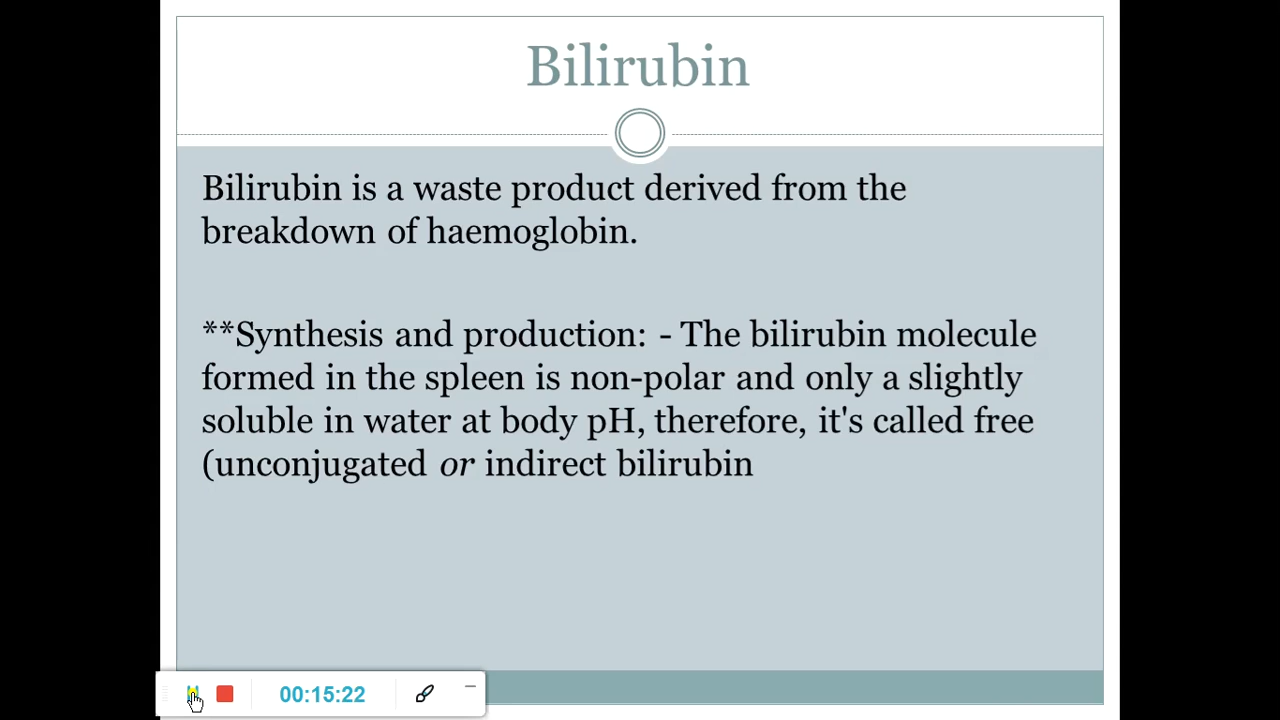 Bilirubin
Bilirubin is a waste product derived from the
breakdown of haemoglobin.
**Synthesis and production: - The bilirubin molecule
formed in the spleen is non-polar and only a slightly
soluble in water at body pH, therefore, it's called free
(unconjugated or indirect bilirubin
00:15:22